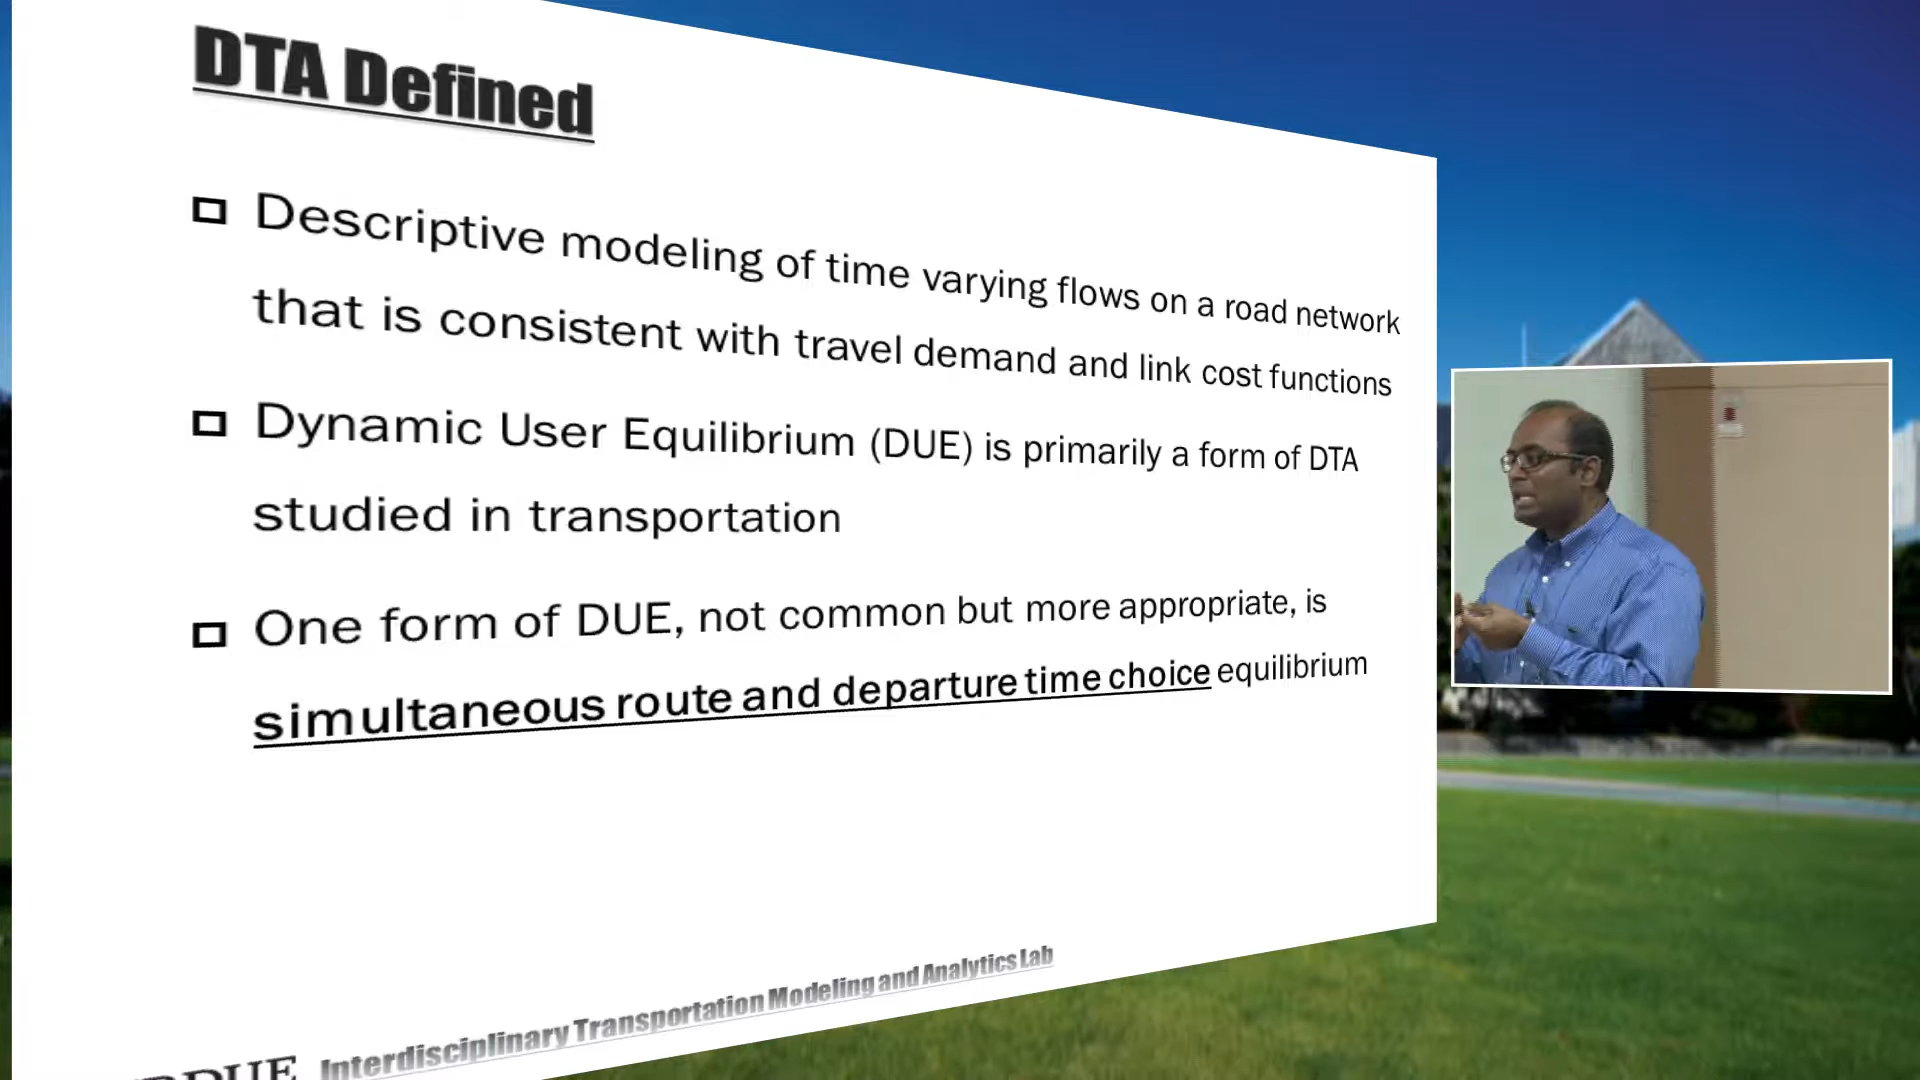 DTA Defined
Descriptive modeling of time varying flows on a road network
that is consistent with travel demand and link cost functions
Dynamic User Equilibrium (DUE) is primarily a form of DTA
studied in transportation
One form of DUE, not common but more appropriate, is
simultaneous route and departure time choice equilibrium
Interdisciplinary Transportation Modeling and Analytics Lab